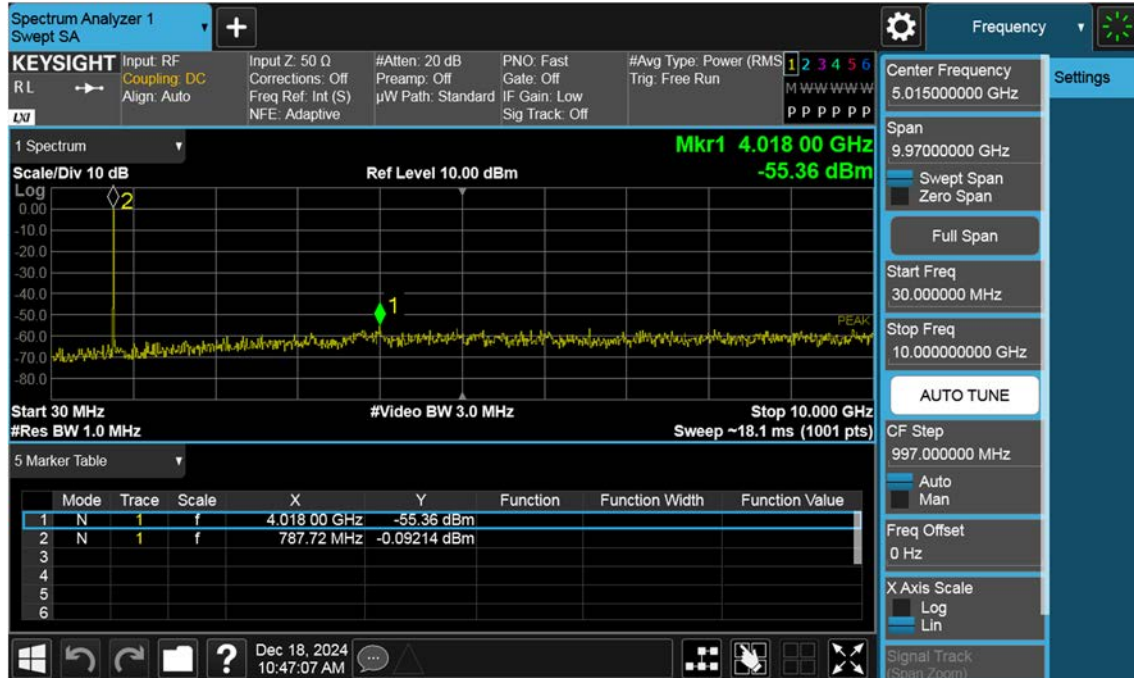 Spectrum Analyzer 1
Swept SA
Frequency
KEYSIGHT
R L
LXI
Input: RF
Coupling: DC
Align: Auto
Input Z: 50 Ω
Corrections: Off
Freq Ref: Int (S)
NFE: Adaptive
#Atten: 20 dB
Preamp: Off
µW Path: Standard
PNO: Fast
Gate: Off
IF Gain: Low
Sig Track: Off
#Avg Type: Power (RMS
Trig: Free Run
1 2 3 4 5 6
M W W W W W
P P P P P P
1 Spectrum
Mkr1 4.018 00 GHz
Scale/Div 10 dB
Ref Level 10.00 dBm
-55.36 dBm
Log
0.00
-10.0
-20.0
-30.0
-40.0
-50.0
-60.0
-70.0
-80.0
2
1
PEAK
Start 30 MHz
#Video BW 3.0 MHz
Stop 10.000 GHz
#Res BW 1.0 MHz
Sweep ~18.1 ms (1001 pts)
5 Marker Table
Mode Trace Scale X Y Function Function Width Function Value
1 N 1 f 4.018 00 GHz -55.36 dBm
2 N 1 f 787.72 MHz -0.09214 dBm
3
4
5
6
?
Dec 18, 2024
10:47:07 AM
Center Frequency
5.015000000 GHz
Settings
Span
9.97000000 GHz
Swept Span
Zero Span
Full Span
Start Freq
30.000000 MHz
Stop Freq
10.000000000 GHz
AUTO TUNE
CF Step
997.000000 MHz
Auto
Man
Freq Offset
0 Hz
X Axis Scale
Log
Lin
Signal Track
(Span Zoom)